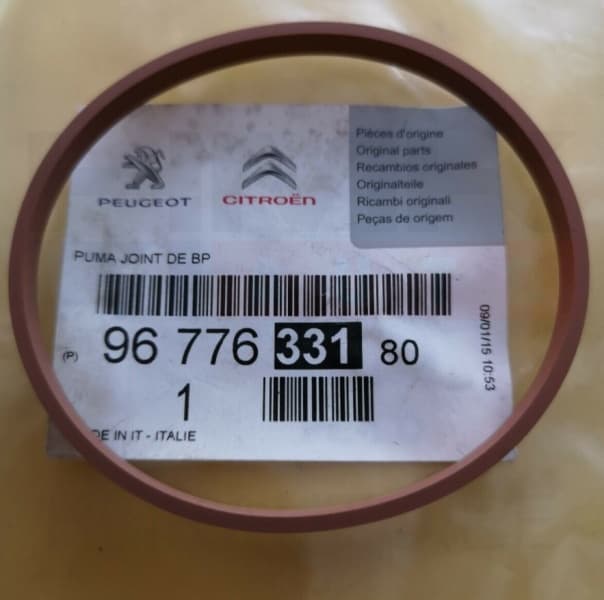 PEUGEOT
CITROËN
Pièces d'origine
Original parts
Recambios originales
Originalteile
Ricambi originali
Peças de origem
PUMA JOINT DE BP
(P) 96 776 331 80
1
DE IN IT - ITALIE
09/01/15 10:53